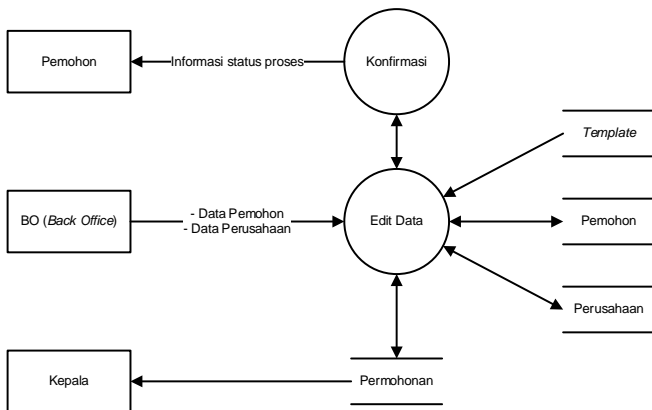 Pemohon
Informasi status proses
Konfirmasi
Template
BO (Back Office)
- Data Pemohon
- Data Perusahaan
Edit Data
Pemohon
Perusahaan
Kepala
Permohonan